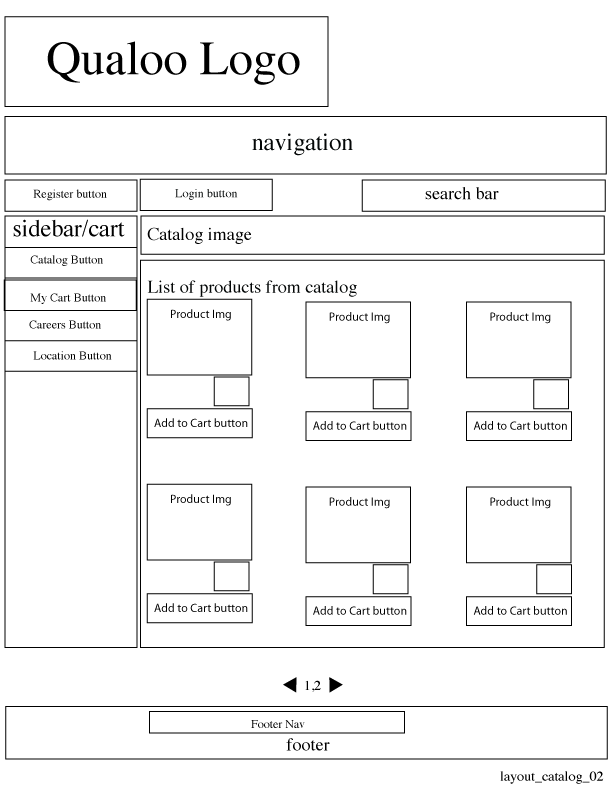 Qualoo Logo
navigation
Register button
Login button
search bar
sidebar/cart
Catalog image
Catalog Button
My Cart Button
Careers Button
Location Button
List of products from catalog
Product Img
Product Img
Product Img
Add to Cart button
Add to Cart button
Add to Cart button
Product Img
Product Img
Product Img
Add to Cart button
Add to Cart button
Add to Cart button
1,2
Footer Nav
footer
layout_catalog_02